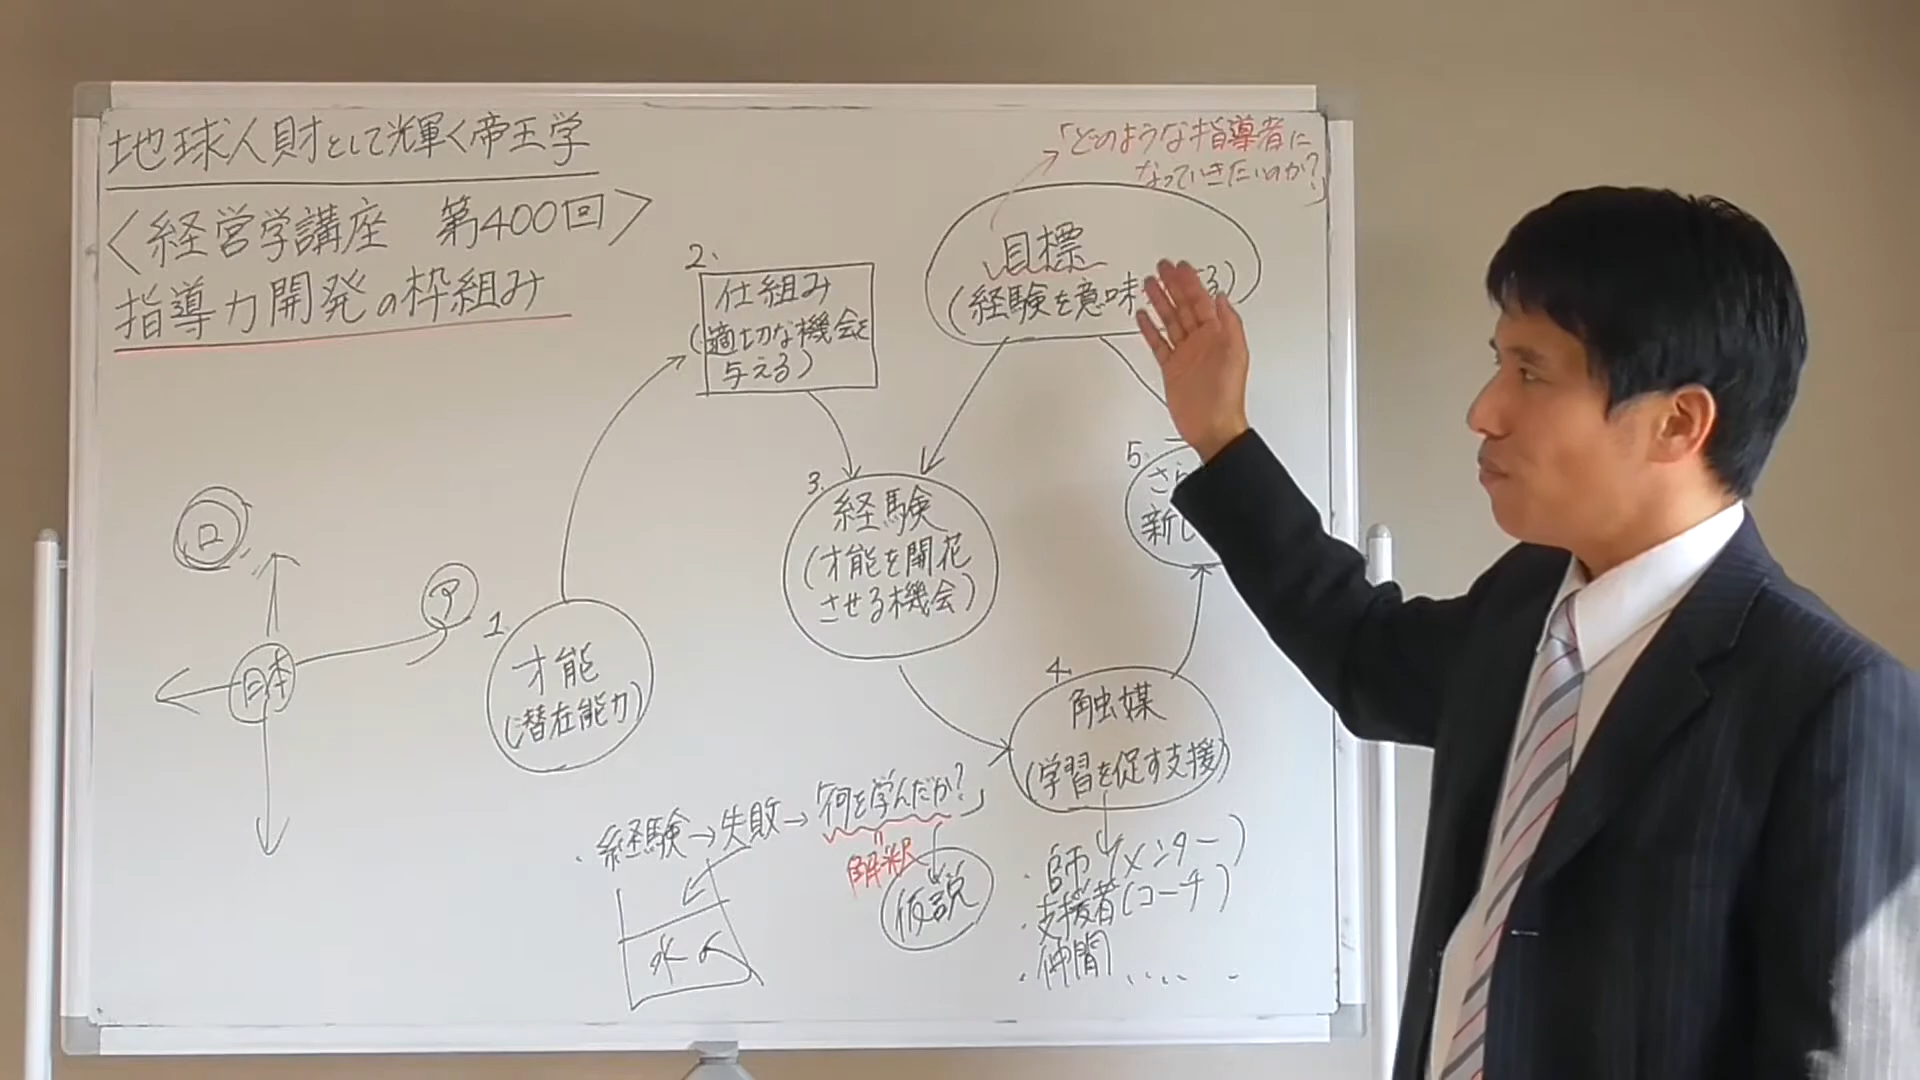 地球人財として輝く帝王学
〈経営学講座 第400回〉
指導力開発の枠組み
「どのような指導者に
なっていきたいのか?」
目標
(経験を意味
る)
2.
仕組み
(適切な機会を
与える)
3.
経験
(才能を開花
させる機会)
5.
さら
新し
ロ
ア
日本
1.
才能
(潜在能力)
4.
触媒
(学習を促す支援)
・経験→失敗→「何を学んだか?」
解釈
仮説
水
・師(メンター)
・支援者(コーチ)
・仲間、、、、